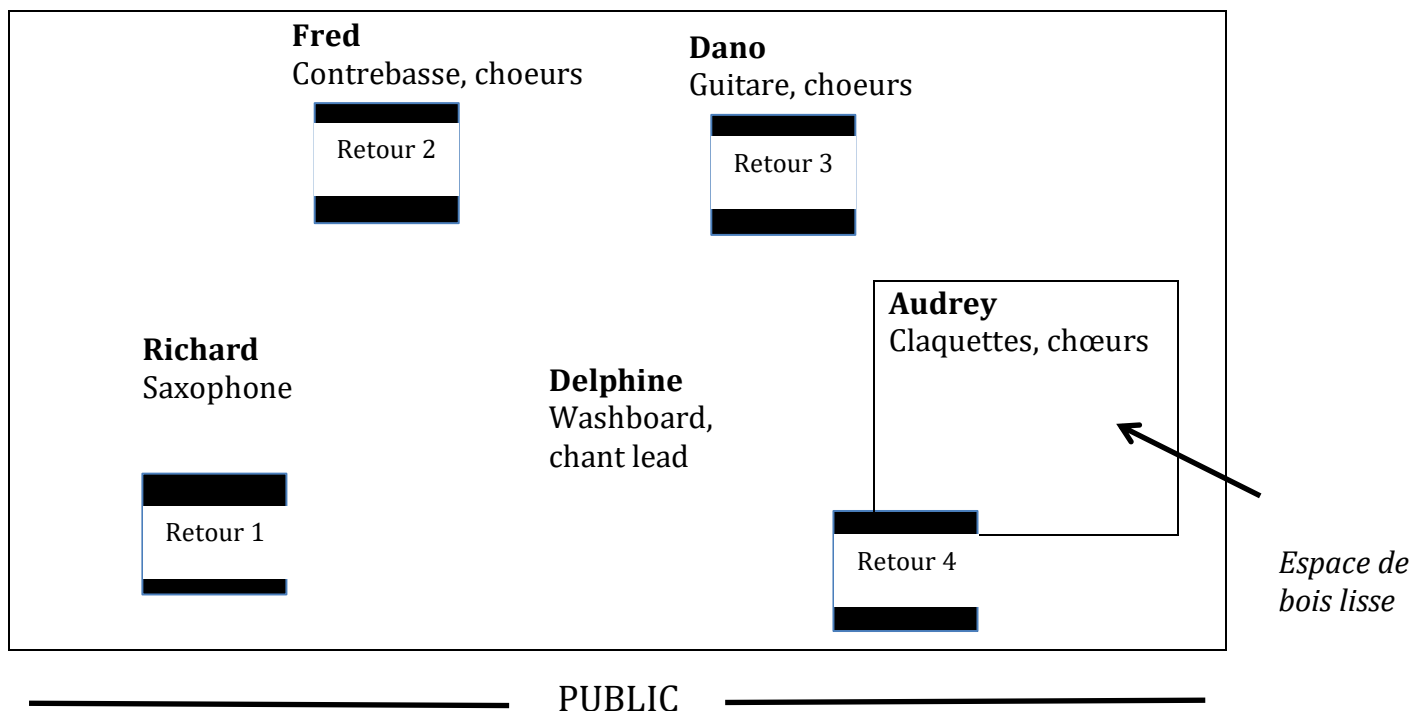 Fred
Contrebasse, choeurs
Retour 2
Dano
Guitare, choeurs
Retour 3
Richard
Saxophone
Retour 1
Delphine
Washboard,
chant lead
Audrey
Claquettes, chœurs
Retour 4
Espace de
bois lisse
PUBLIC